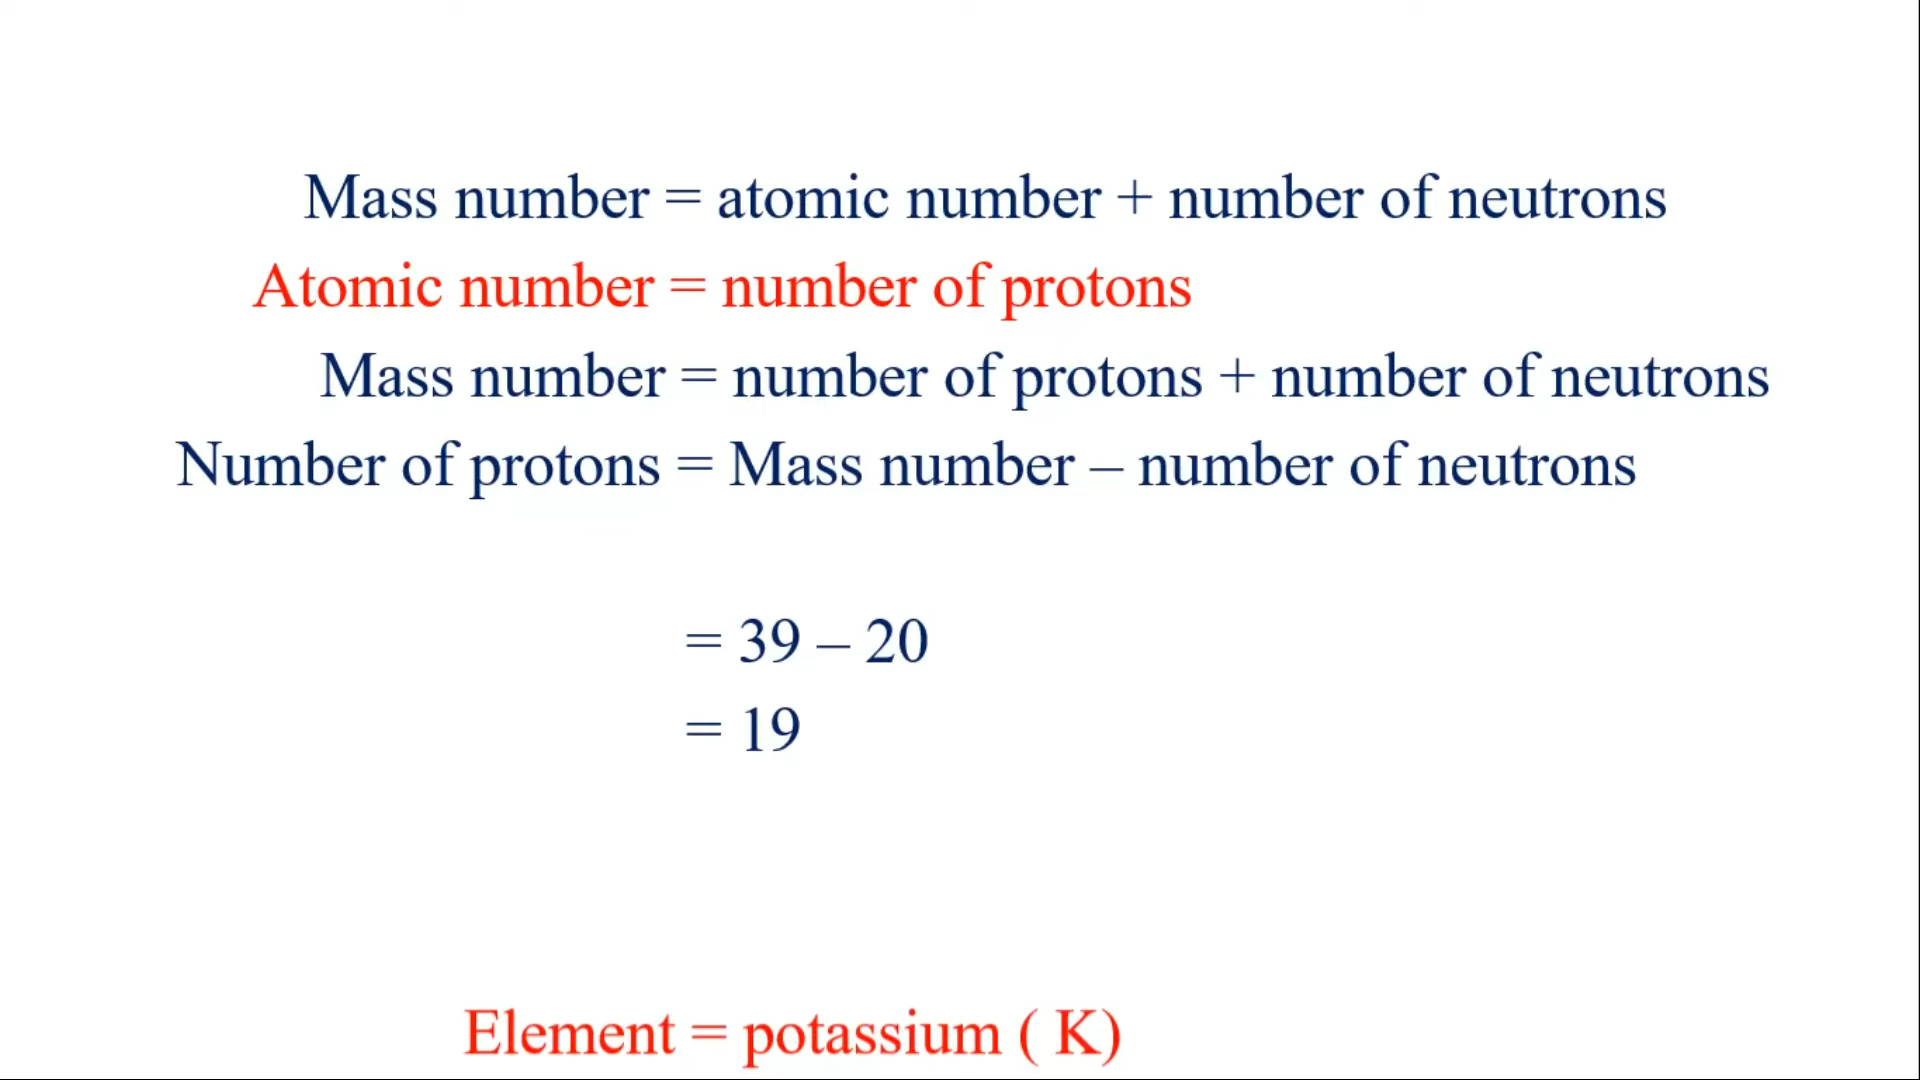 Mass number = atomic number + number of neutrons
Atomic number = number of protons
Mass number = number of protons + number of neutrons
Number of protons = Mass number – number of neutrons
= 39 – 20
= 19
Element = potassium ( K)